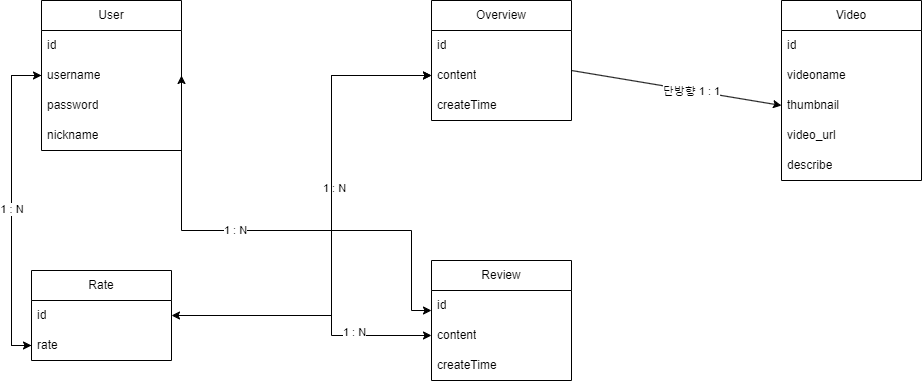 User
id
username
password
nickname
Overview
id
content
createTime
Video
id
videoname
thumbnail
video_url
describe
단방향 1 : 1
1 : N
1 : N
1 : N
1 : N
Rate
id
rate
Review
id
content
createTime